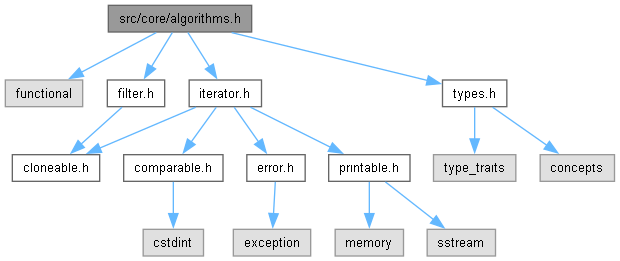 src/core/algorithms.h
functional
filter.h
iterator.h
types.h
cloneable.h
comparable.h
error.h
printable.h
type_traits
concepts
cstdint
exception
memory
sstream